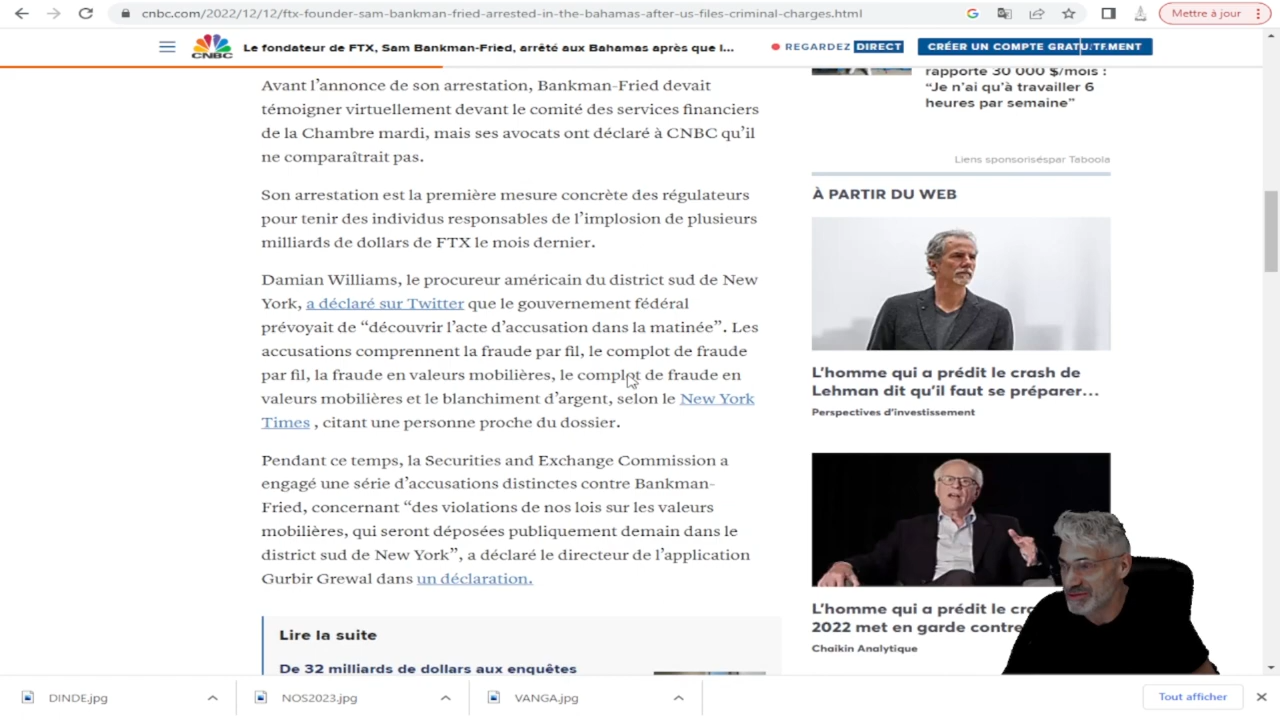 cnbc.com/2022/12/12/ftx-founder-sam-bankman-fried-arrested-in-the-bahamas-after-us-files-criminal-charges.html
Mettre à jour
CNBC
Le fondateur de FTX, Sam Bankman-Fried, arrêté aux Bahamas après que l...
REGARDEZ DIRECT
CRÉER UN COMPTE
Avant l'annonce de son arrestation, Bankman-Fried devait
témoigner virtuellement devant le comité des services financiers
de la Chambre mardi, mais ses avocats ont déclaré à CNBC qu'il
ne comparaîtrait pas.
Son arrestation est la première mesure concrète des régulateurs
pour tenir des individus responsables de l'implosion de plusieurs
milliards de dollars de FTX le mois dernier.
Damian Williams, le procureur américain du district sud de New
York, a déclaré sur Twitter que le gouvernement fédéral
prévoyait de “découvrir l'acte d'accusation dans la matinée”. Les
accusations comprennent la fraude par fil, le complot de fraude
par fil, la fraude en valeurs mobilières, le complot de fraude en
valeurs mobilières et le blanchiment d'argent, selon le New York
Times , citant une personne proche du dossier.
Pendant ce temps, la Securities and Exchange Commission a
engagé une série d'accusations distinctes contre Bankman-
Fried, concernant “des violations de nos lois sur les valeurs
mobilières, qui seront déposées publiquement demain dans le
district sud de New York”, a déclaré le directeur de l'application
Gurbir Grewal dans un déclaration.
Lire la suite
De 32 milliards de dollars aux enquêtes
rapporte 30 000 $/mois :
“Je n'ai qu'à travailler 6
heures par semaine”
Liens sponsoriséspar Taboola
À PARTIR DU WEB
L'homme qui a prédit le crash de
Lehman dit qu'il faut se préparer...
Perspectives d'investissement
L'homme qui a prédit le
2022 met en garde contre
Chaikin Analytique
DINDE.jpg
NOS2023.jpg
VANGA.jpg
Tout afficher